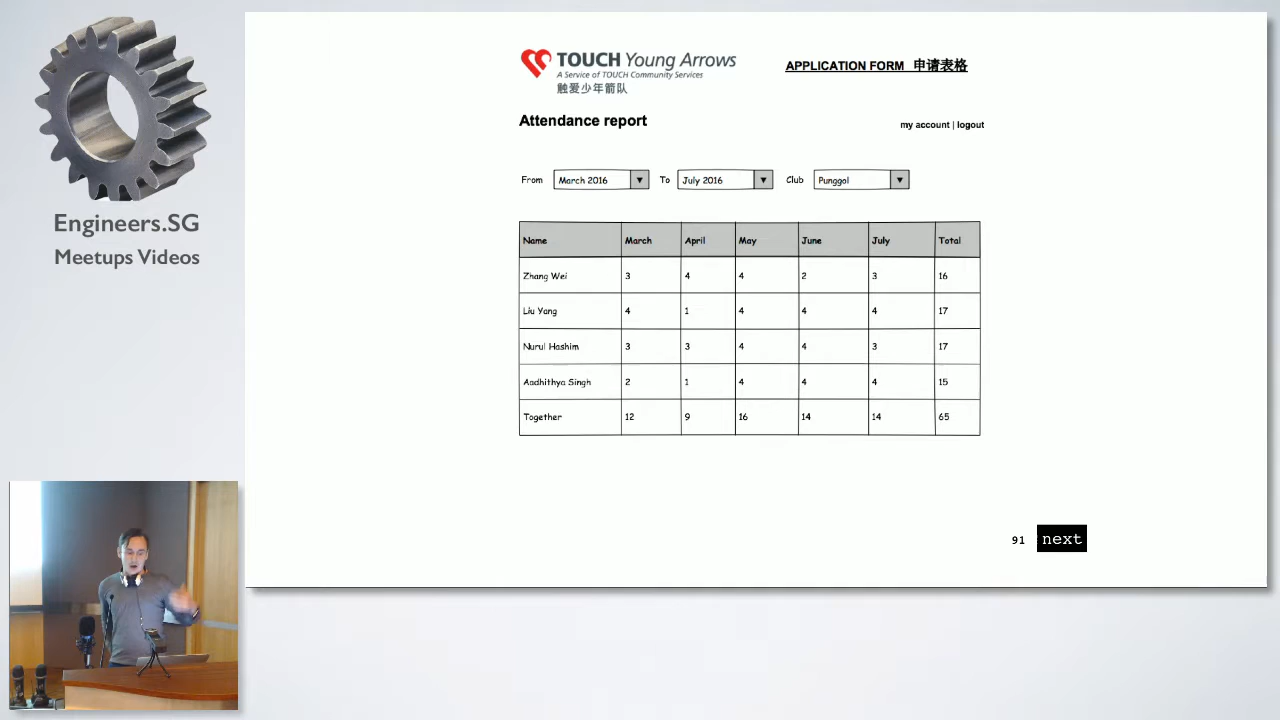 Engineers.SG
Meetups Videos
TOUCH Young Arrows
A Service of TOUCH Community Services
触爱少年箭队
APPLICATION FORM 申请表格
Attendance report
my account | logout
From March 2016 To July 2016 Club Punggol
Name March April May June July Total
Zhang Wei 3 4 4 2 3 16
Liu Yang 4 1 4 4 4 17
Nurul Hashim 3 3 4 4 3 17
Aadhithya Singh 2 1 4 4 4 15
Together 12 9 16 14 14 65
91 next